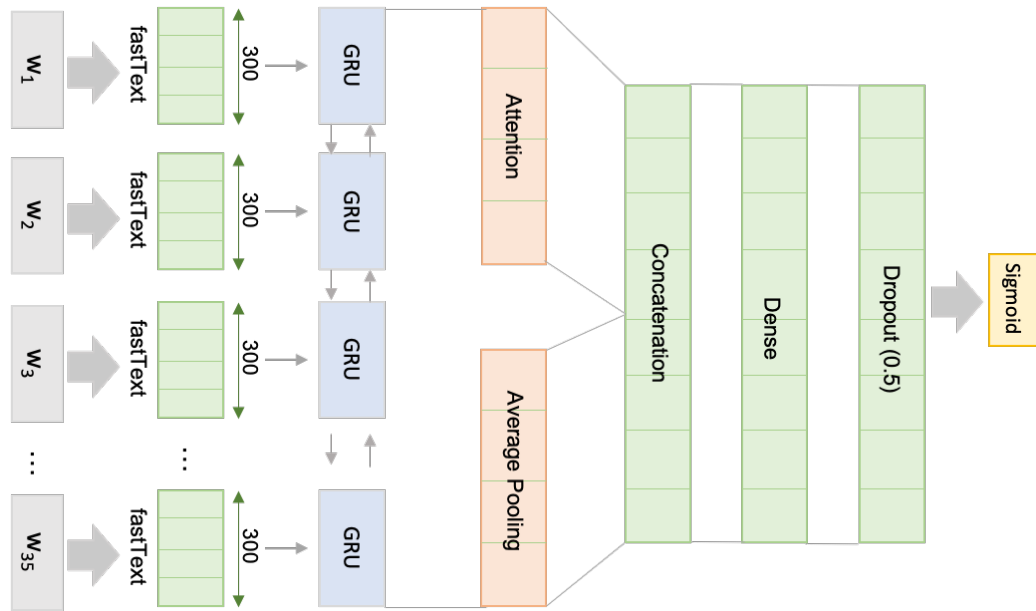 W1
fastText
300
GRU
W2
fastText
300
GRU
W3
fastText
300
GRU
...
...
W35
fastText
300
GRU
Attention
Average Pooling
Concatenation
Dense
Dropout (0.5)
Sigmoid